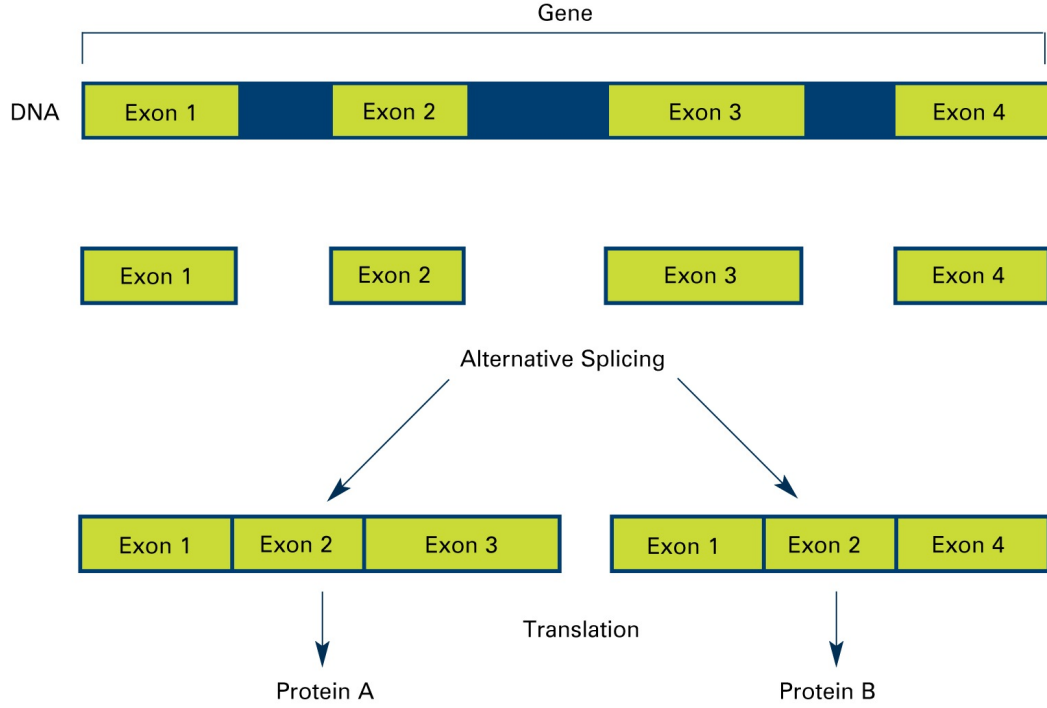 Gene
DNA
Exon 1
Exon 2
Exon 3
Exon 4
Exon 1
Exon 2
Exon 3
Exon 4
Alternative Splicing
Exon 1
Exon 2
Exon 3
Exon 1
Exon 2
Exon 4
Translation
Protein A
Protein B